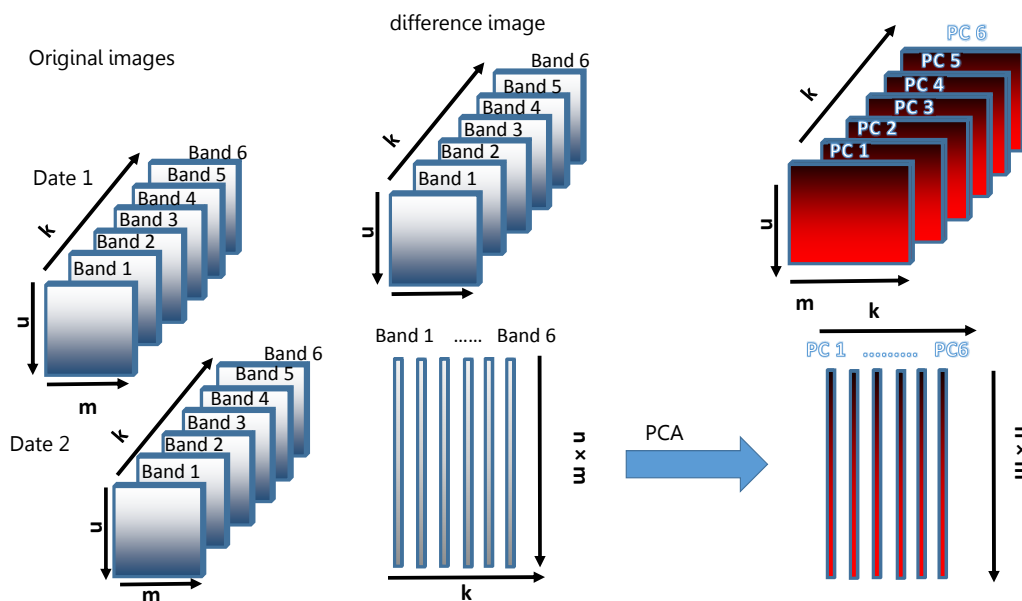 Original images
Date 1
k
Band 6
Band 5
Band 4
Band 3
Band 2
Band 1
n
m
Date 2
k
Band 6
Band 5
Band 4
Band 3
Band 2
Band 1
n
m
difference image
k
Band 6
Band 5
Band 4
Band 3
Band 2
Band 1
n
Band 1 ...... Band 6
n × m
k
PCA
PC 6
PC 5
PC 4
PC 3
PC 2
PC 1
k
n
m
k
PC 1 ......... PC6
n × m